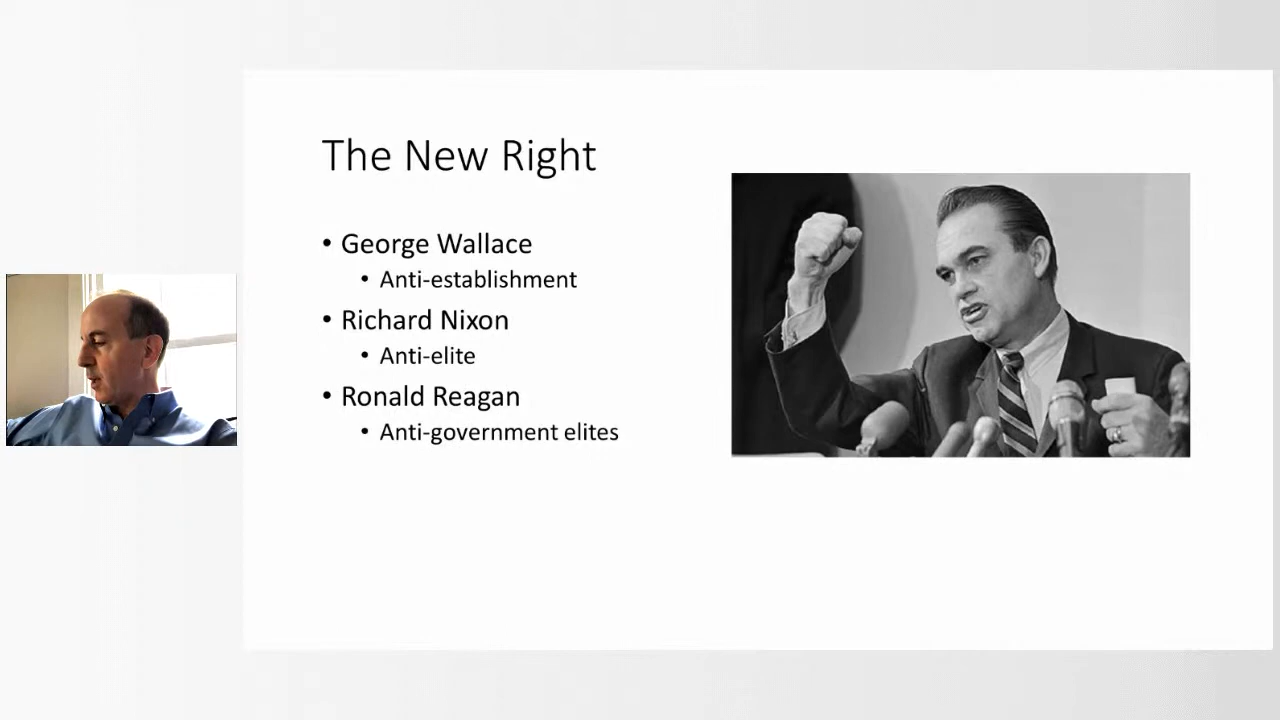 The New Right
• George Wallace
• Anti-establishment
• Richard Nixon
• Anti-elite
• Ronald Reagan
• Anti-government elites